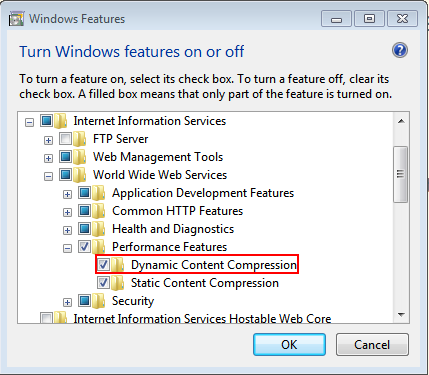 Windows Features
Turn Windows features on or off
To turn a feature on, select its check box. To turn a feature off, clear its
check box. A filled box means that only part of the feature is turned on.
Internet Information Services
FTP Server
Web Management Tools
World Wide Web Services
Application Development Features
Common HTTP Features
Health and Diagnostics
Performance Features
Dynamic Content Compression
Static Content Compression
Security
Internet Information Services Hostable Web Core
OK
Cancel